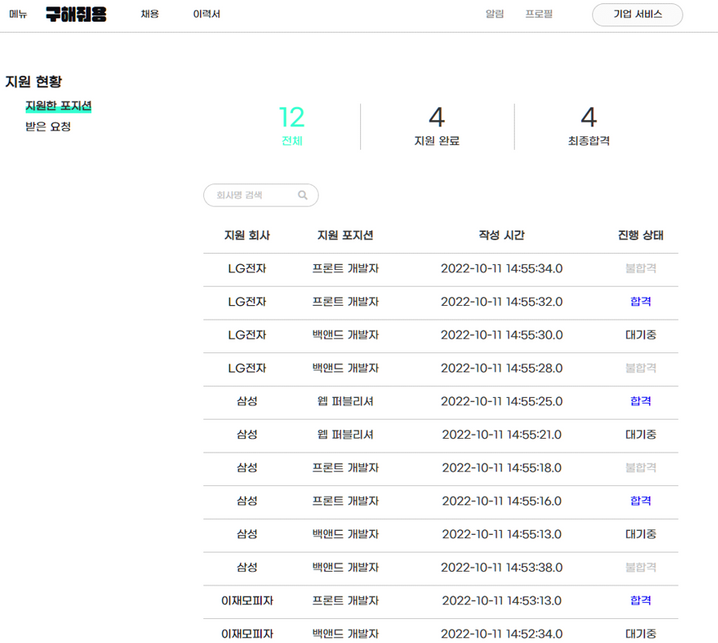 메뉴 구해줘용 채용 이력서 알림 프로필 기업 서비스
지원 현황
지원한 포지션
받은 요청
12 4 4
전체 지원 완료 최종합격
회사명 검색
지원 회사 지원 포지션 작성 시간 진행 상태
LG전자 프론트 개발자 2022-10-11 14:55:34.0 불합격
LG전자 프론트 개발자 2022-10-11 14:55:32.0 합격
LG전자 백앤드 개발자 2022-10-11 14:55:30.0 대기중
LG전자 백앤드 개발자 2022-10-11 14:55:28.0 불합격
삼성 웹 퍼블리셔 2022-10-11 14:55:25.0 합격
삼성 웹 퍼블리셔 2022-10-11 14:55:21.0 대기중
삼성 프론트 개발자 2022-10-11 14:55:18.0 불합격
삼성 프론트 개발자 2022-10-11 14:55:16.0 합격
삼성 백앤드 개발자 2022-10-11 14:55:13.0 대기중
삼성 백앤드 개발자 2022-10-11 14:53:38.0 불합격
이재모피자 프론트 개발자 2022-10-11 14:53:13.0 합격
이재모피자 백앤드 개발자 2022-10-11 14:52:34.0 대기중